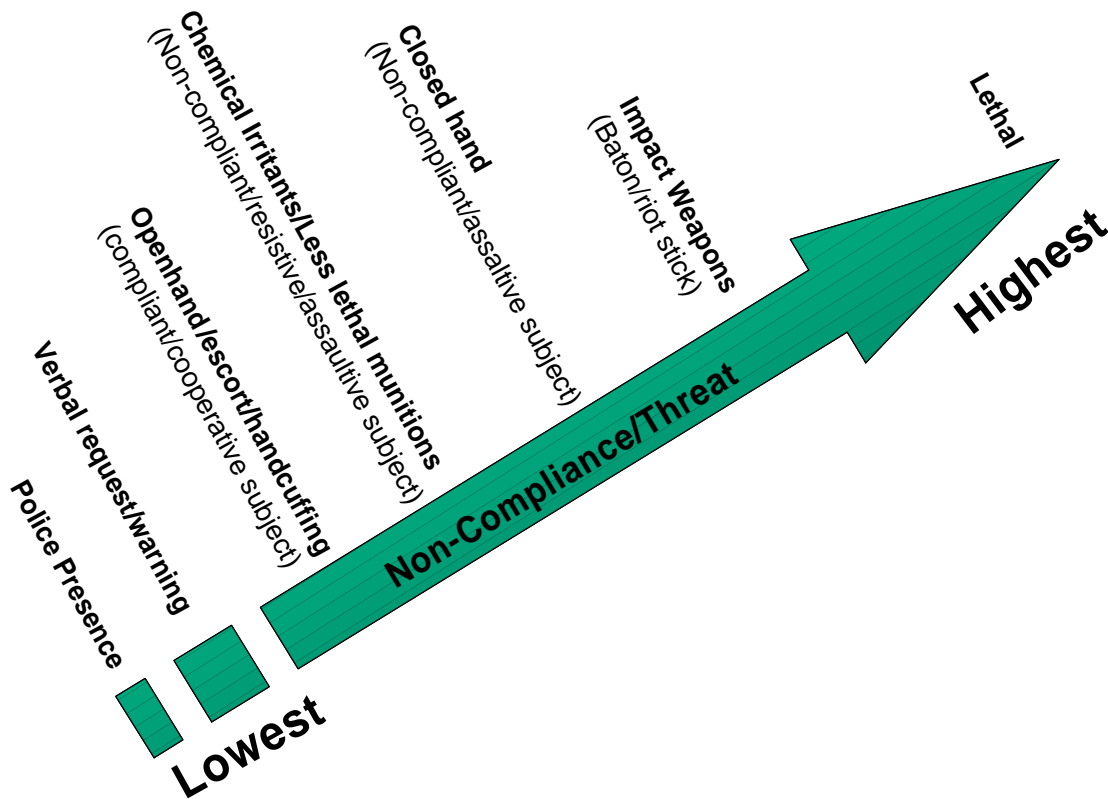 Police Presence
Verbal request/warning
Openhand/escort/handcuffing
(compliant/cooperative subject)
Chemical Irritants/Less lethal munitions
(Non-compliant/resistive/assaultive subject)
Closed hand
(Non-compliant/assaltive subject)
Impact Weapons
(Baton/riot stick)
Lethal
Non-Compliance/Threat
Lowest
Highest